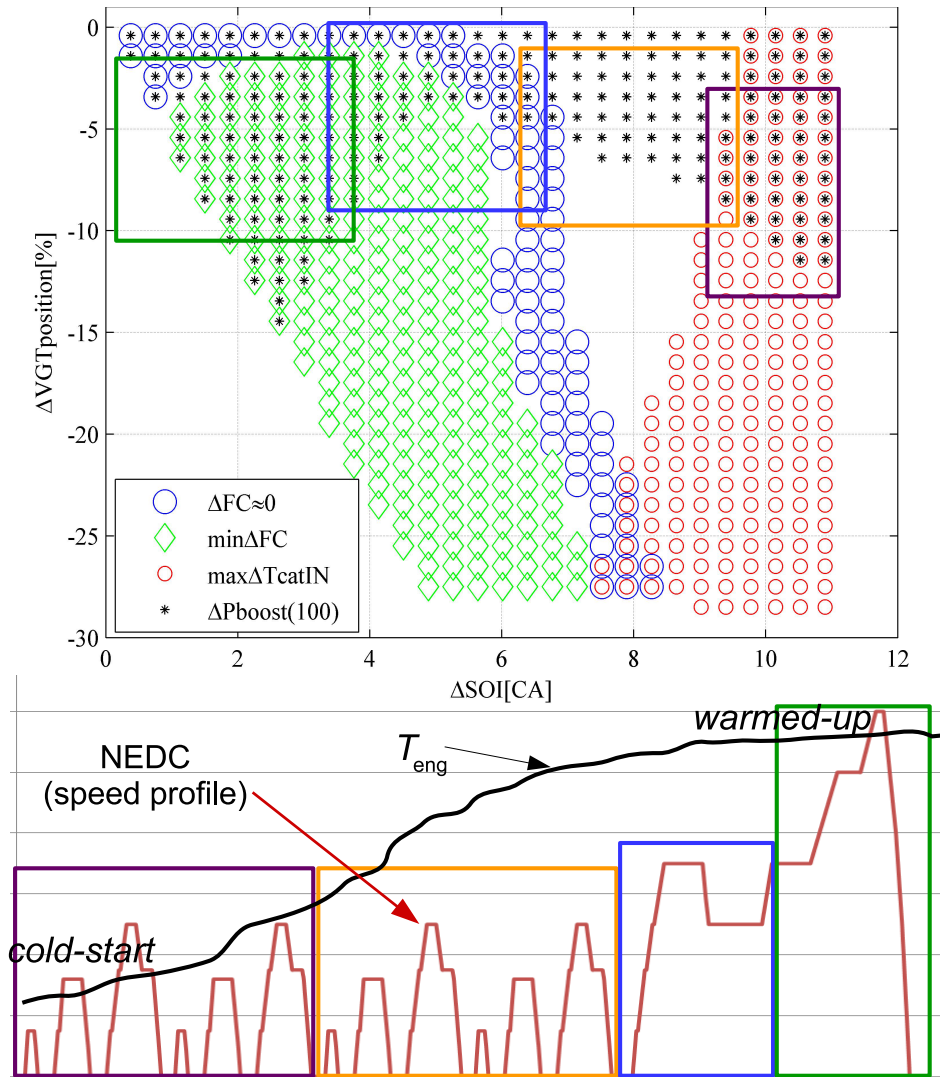 0
-5
-10
-15
-20
-25
-30
ΔVGTposition[%]
ΔFC≈0
minΔFC
maxΔTcatIN
ΔPboost(100)
0 2 4 6 8 10 12
ΔSOI[CA]
warmed-up
NEDC
(speed profile)
Teng
cold-start